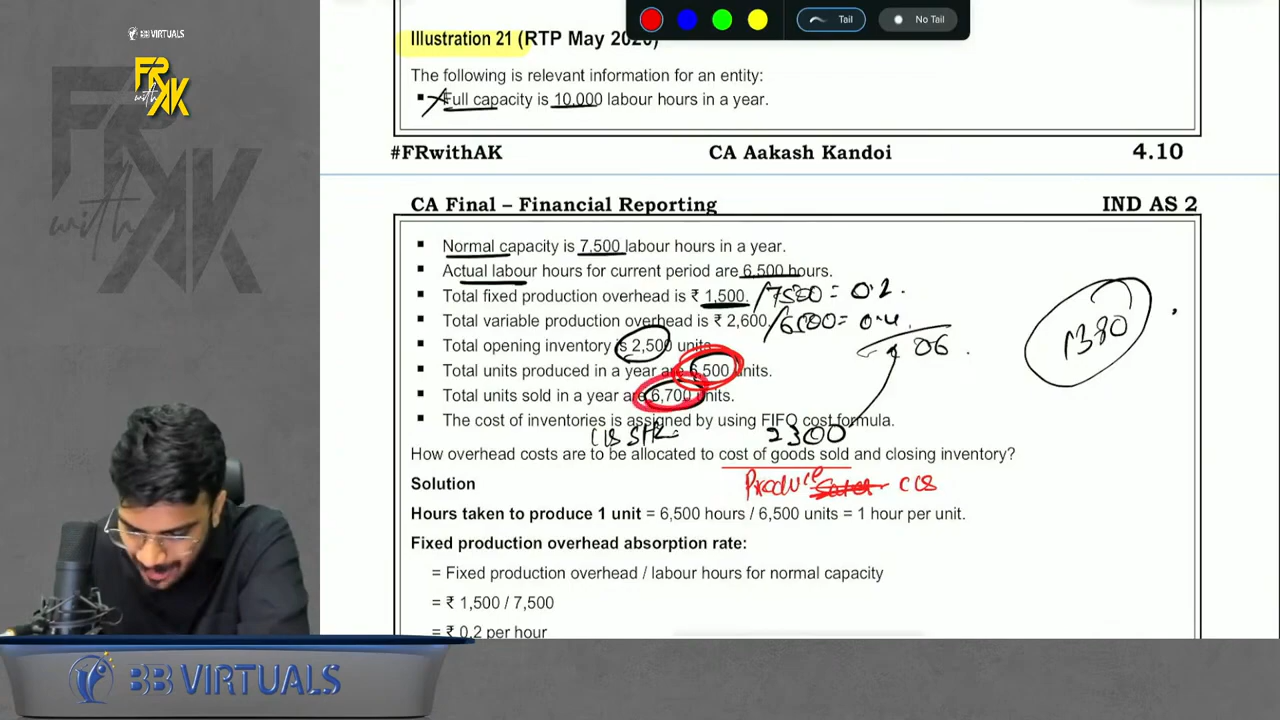 BB VIRTUALS
FR
with
AK
FR
with
AK
Tail
No Tail
Illustration 21 (RTP May 2020)
The following is relevant information for an entity:
▪ Full capacity is 10,000 labour hours in a year.
#FRwithAK CA Aakash Kandoi 4.10
CA Final – Financial Reporting IND AS 2
▪ Normal capacity is 7,500 labour hours in a year.
▪ Actual labour hours for current period are 6,500 hours.
▪ Total fixed production overhead is ₹ 1,500. /7500 = 0.2.
▪ Total variable production overhead is ₹ 2,600. /6500 = 0.4.
▪ Total opening inventory is 2,500 units. 06 1380
▪ Total units produced in a year are 6,500 units.
▪ Total units sold in a year are 6,700 units.
▪ The cost of inventories is assigned by using FIFO cost formula.
Cls Stk 2300
How overhead costs are to be allocated to cost of goods sold and closing inventory?
Solution Produce Cls
Hours taken to produce 1 unit = 6,500 hours / 6,500 units = 1 hour per unit.
Fixed production overhead absorption rate:
= Fixed production overhead / labour hours for normal capacity
= ₹ 1,500 / 7,500
= ₹ 0.2 per hour
BB VIRTUALS